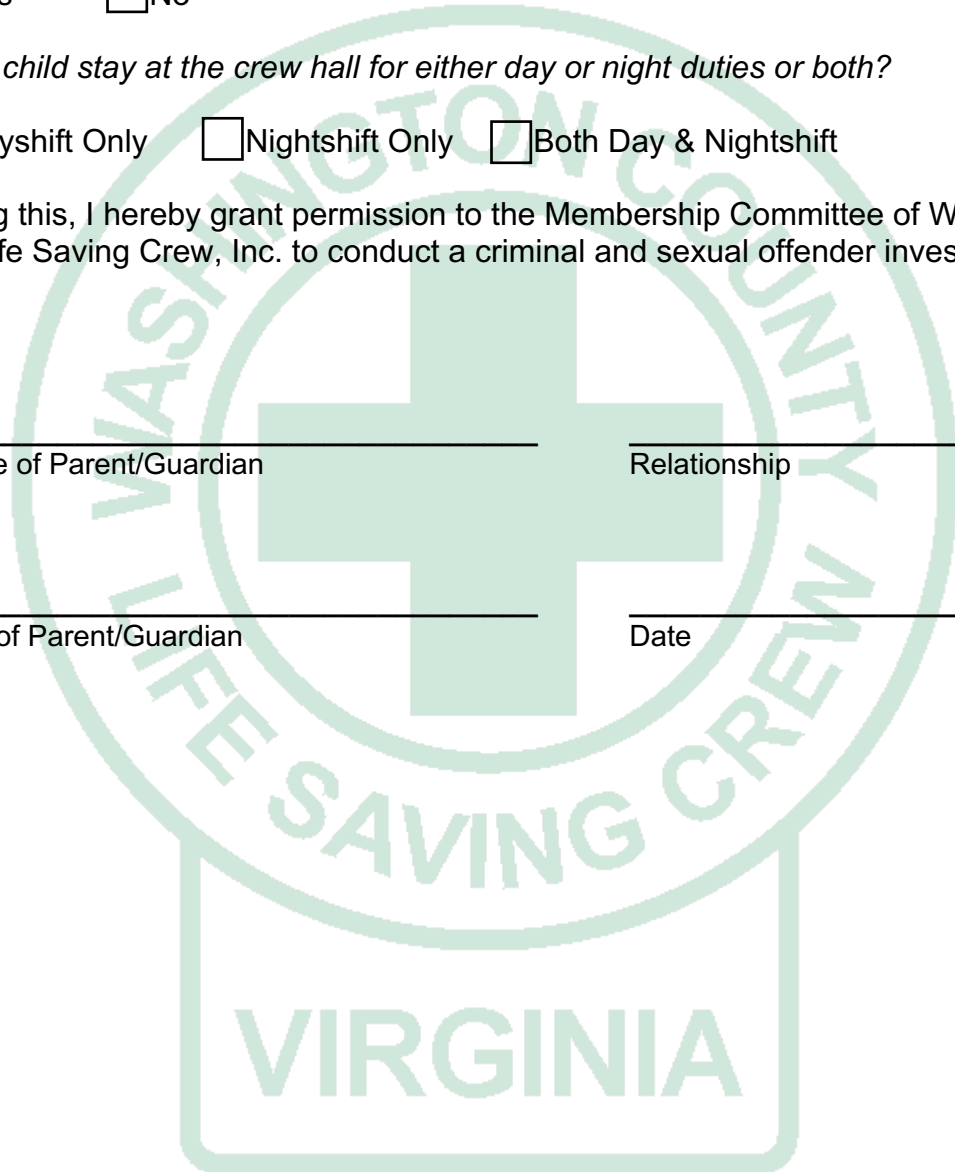 No
child stay at the crew hall for either day or night duties or both?
yshift Only Nightshift Only Both Day & Nightshift
g this, I hereby grant permission to the Membership Committee of W
fe Saving Crew, Inc. to conduct a criminal and sexual offender inves
e of Parent/Guardian Relationship
of Parent/Guardian Date
WASHINGTON COUNTY
LIFE SAVING CREW
VIRGINIA